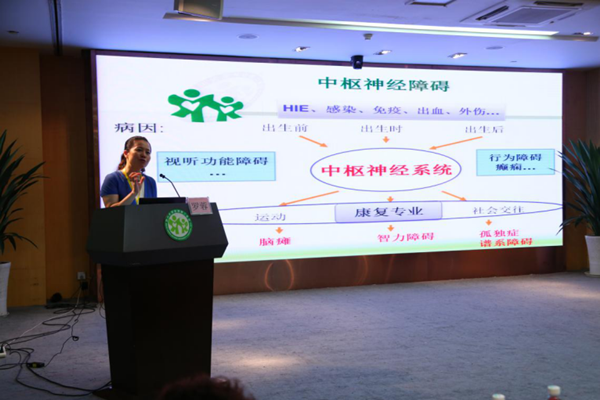 中枢神经障碍
HIE、感染、免疫、出血、外伤...
病因:
出生前 出生时 出生后
视听功能障碍
...
中枢神经系统
行为障碍
癫痫...
运动 康复专业 社会交往
脑瘫 智力障碍 孤独症
谱系障碍